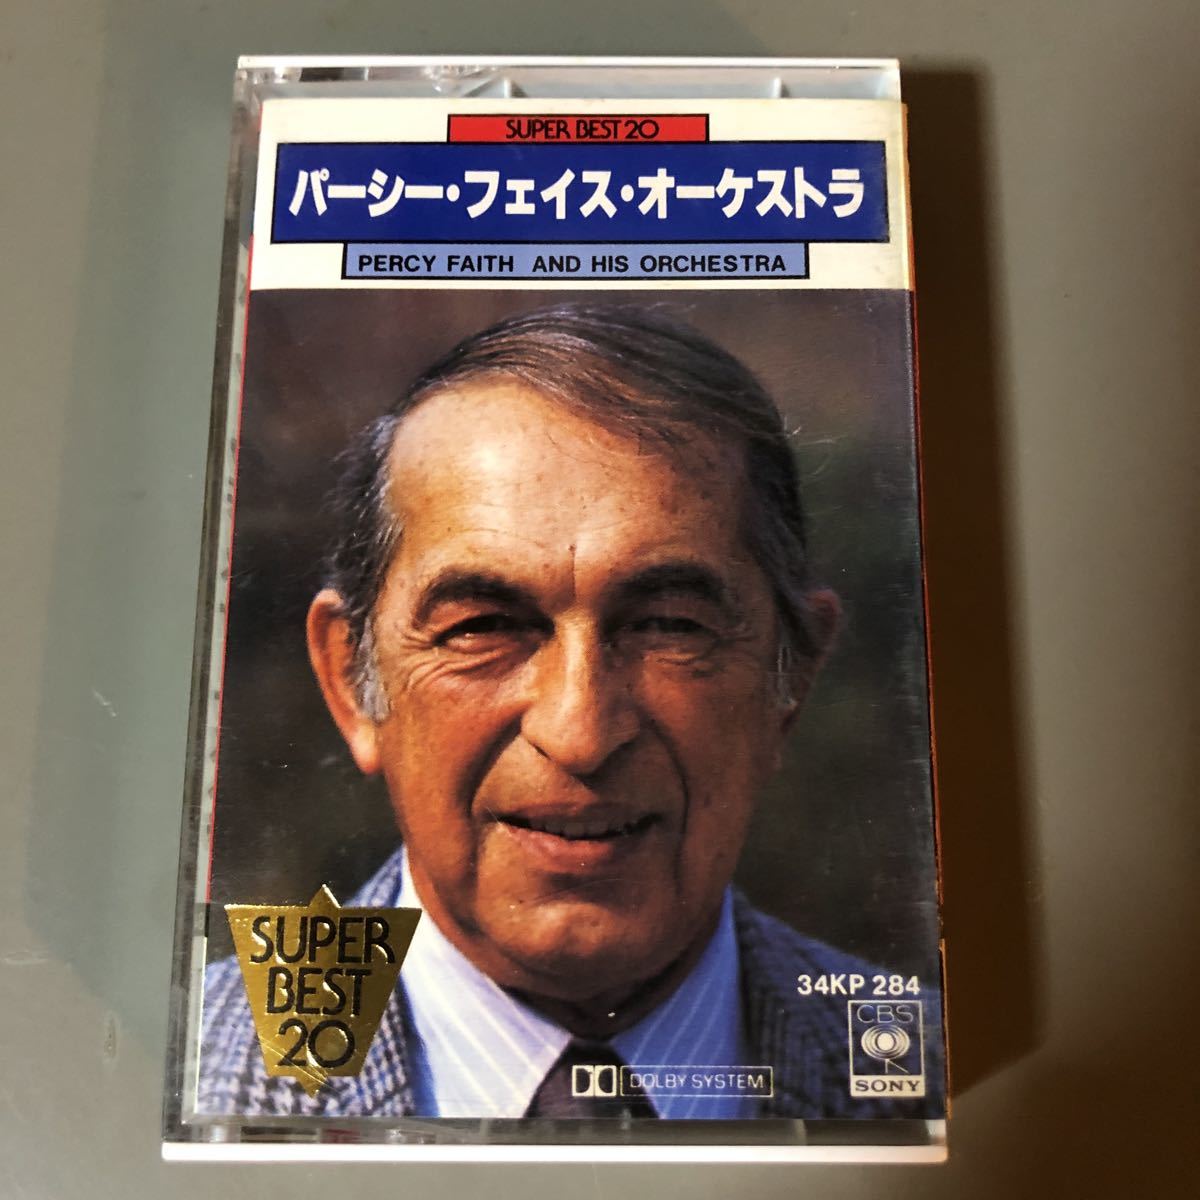 SUPER BEST 20
パーシー・フェイス・オーケストラ
PERCY FAITH AND HIS ORCHESTRA
SUPER
BEST
20
34KP 284
CBS
SONY
DOLBY SYSTEM